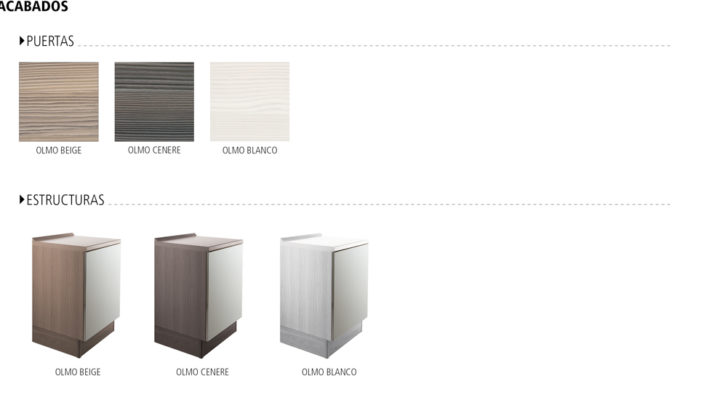 ACABADOS
PUERTAS
OLMO BEIGE OLMO CENERE OLMO BLANCO
ESTRUCTURAS
OLMO BEIGE OLMO CENERE OLMO BLANCO